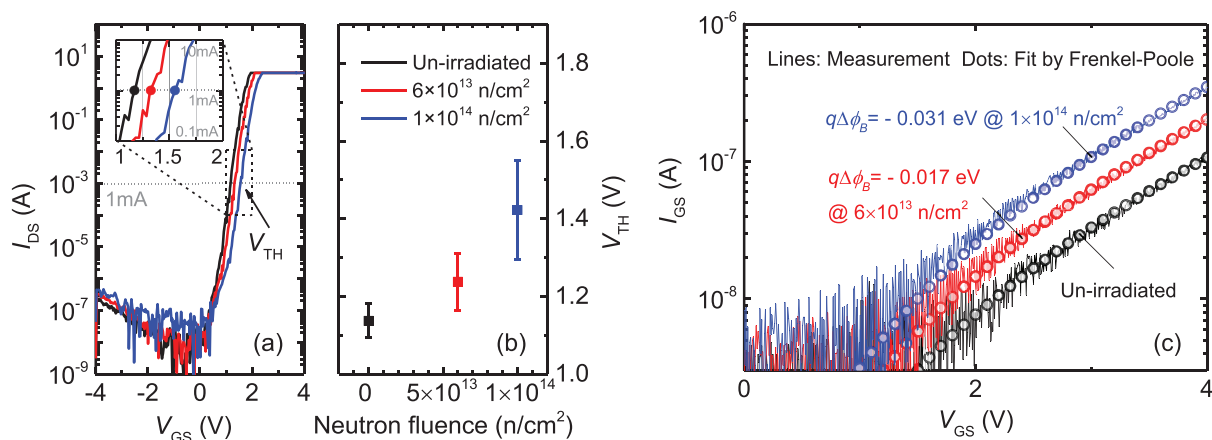 10¹
10⁻¹
10⁻³
10⁻⁵
10⁻⁷
10⁻⁹
I_DS (A)
10mA
1mA
0.1mA
1 1.5 2
1mA
V_TH
(a)
-4 -2 0 2 4
V_GS (V)
Un-irradiated
6×10¹³ n/cm²
1×10¹⁴ n/cm²
(b)
1.8
1.6
1.4
1.2
1.0
V_TH (V)
0 5×10¹³ 10¹⁴
Neutron fluence (n/cm²)
10⁻⁶
10⁻⁷
10⁻⁸
I_GS (A)
Lines: Measurement Dots: Fit by Frenkel-Poole
qΔϕ_B= - 0.031 eV @ 1×10¹⁴ n/cm²
qΔϕ_B= - 0.017 eV
@ 6×10¹³ n/cm²
Un-irradiated
(c)
0 2 4
V_GS (V)